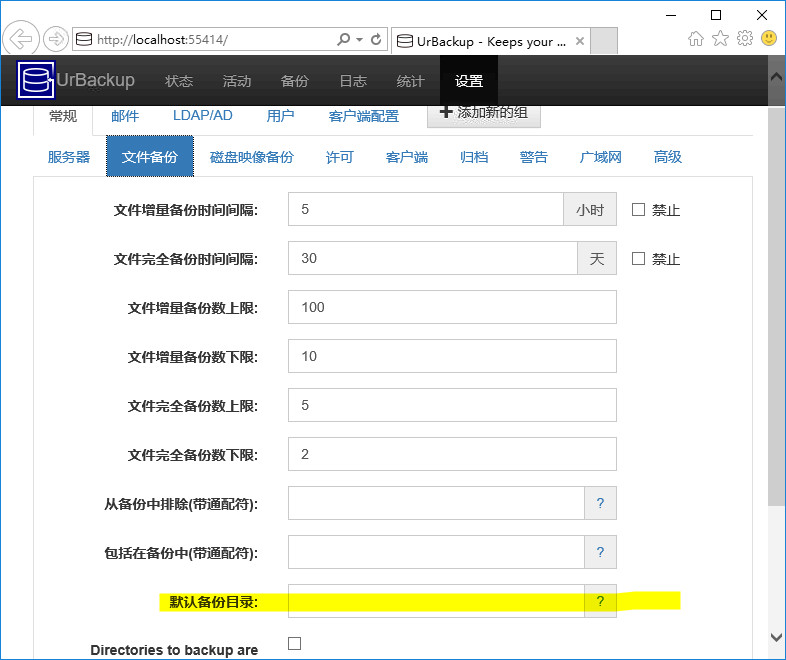 http://localhost:55414/
UrBackup - Keeps your ...
UrBackup 状态 活动 备份 日志 统计 设置
常规 邮件 LDAP/AD 用户 客户端配置 添加新的组
服务器 文件备份 磁盘映像备份 许可 客户端 归档 警告 广域网 高级
文件增量备份时间间隔: 5 小时 禁止
文件完全备份时间间隔: 30 天 禁止
文件增量备份数上限: 100
文件增量备份数下限: 10
文件完全备份数上限: 5
文件完全备份数下限: 2
从备份中排除(带通配符): ?
包括在备份中(带通配符): ?
默认备份目录: ?
Directories to backup are